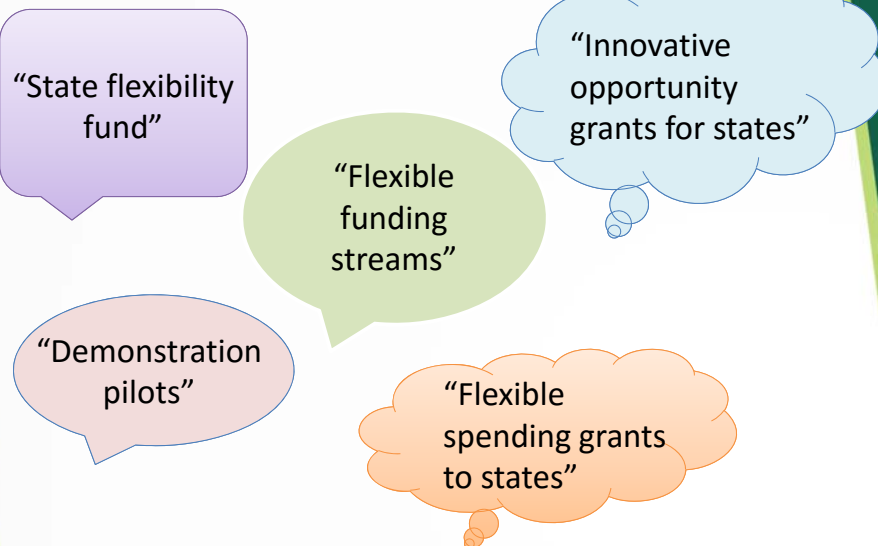 “State flexibility
fund”
“Innovative
opportunity
grants for states”
“Flexible
funding
streams”
“Demonstration
pilots”
“Flexible
spending grants
to states”